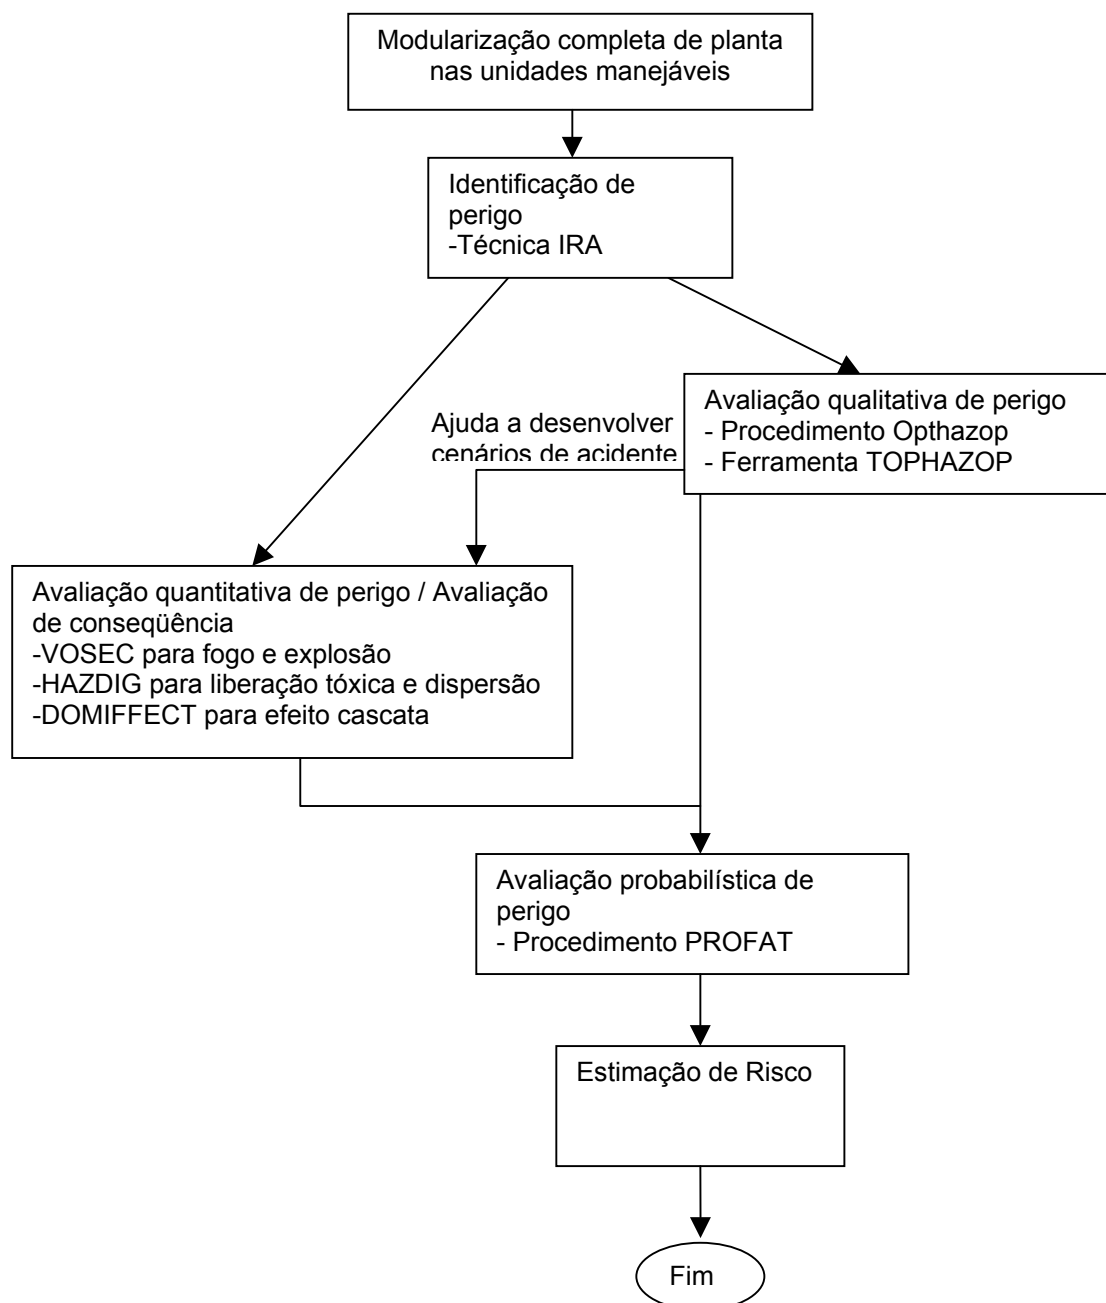 Modularização completa de planta
nas unidades manejáveis
Identificação de
perigo
-Técnica IRA
Avaliação qualitativa de perigo
- Procedimento Opthazop
- Ferramenta TOPHAZOP
Ajuda a desenvolver
cenários de acidente
Avaliação quantitativa de perigo / Avaliação
de conseqüência
-VOSEC para fogo e explosão
-HAZDIG para liberação tóxica e dispersão
-DOMIFFECT para efeito cascata
Avaliação probabilística de
perigo
- Procedimento PROFAT
Estimação de Risco
Fim